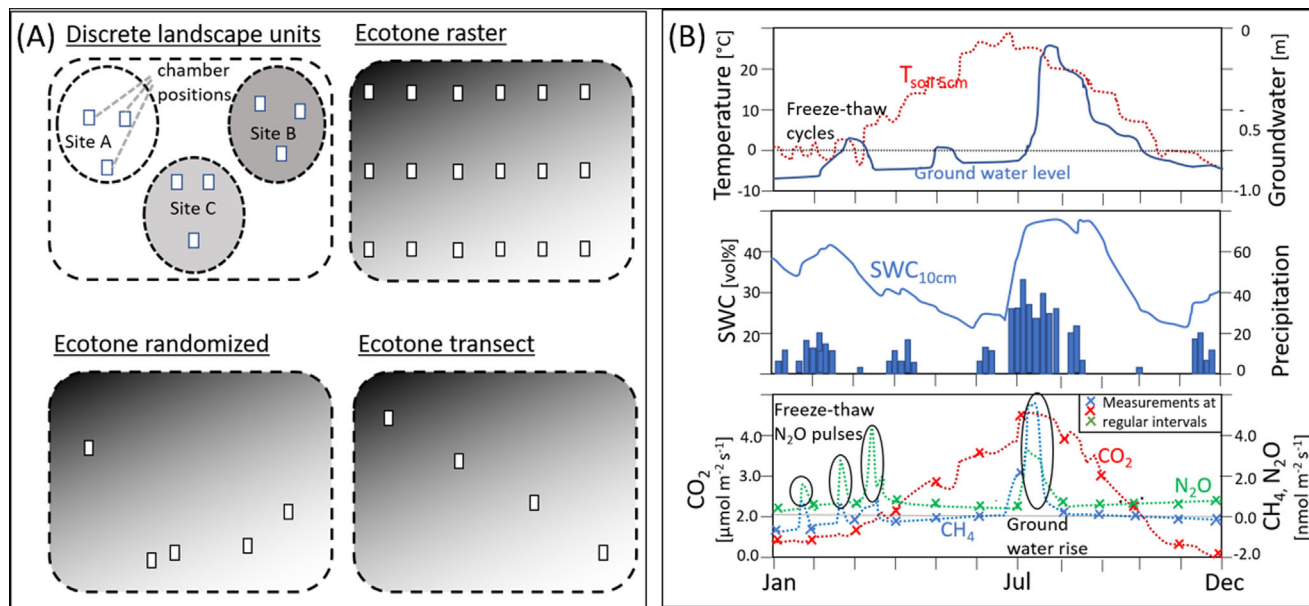 (A)
Discrete landscape units
chamber
positions
Site A
Site B
Site C
Ecotone raster
Ecotone randomized
Ecotone transect
(B)
Temperature [°C]
20
10
0
-10
Freeze-thaw
cycles
Tsoil 5cm
Ground water level
0
-
0.5
-1.0
Groundwater [m]
SWC [vol%]
40
30
20
SWC10cm
60
40
20
0
Precipitation
CO2
[µmol m-2 s-1]
4.0
3.0
2.0
0.0
Freeze-thaw
N2O pulses
Measurements at
regular intervals
CO2
N2O
CH4
Ground
water rise
4.0
2.0
0.0
-2.0
CH4, N2O
[nmol m-2 s-1]
Jan
Jul
Dec